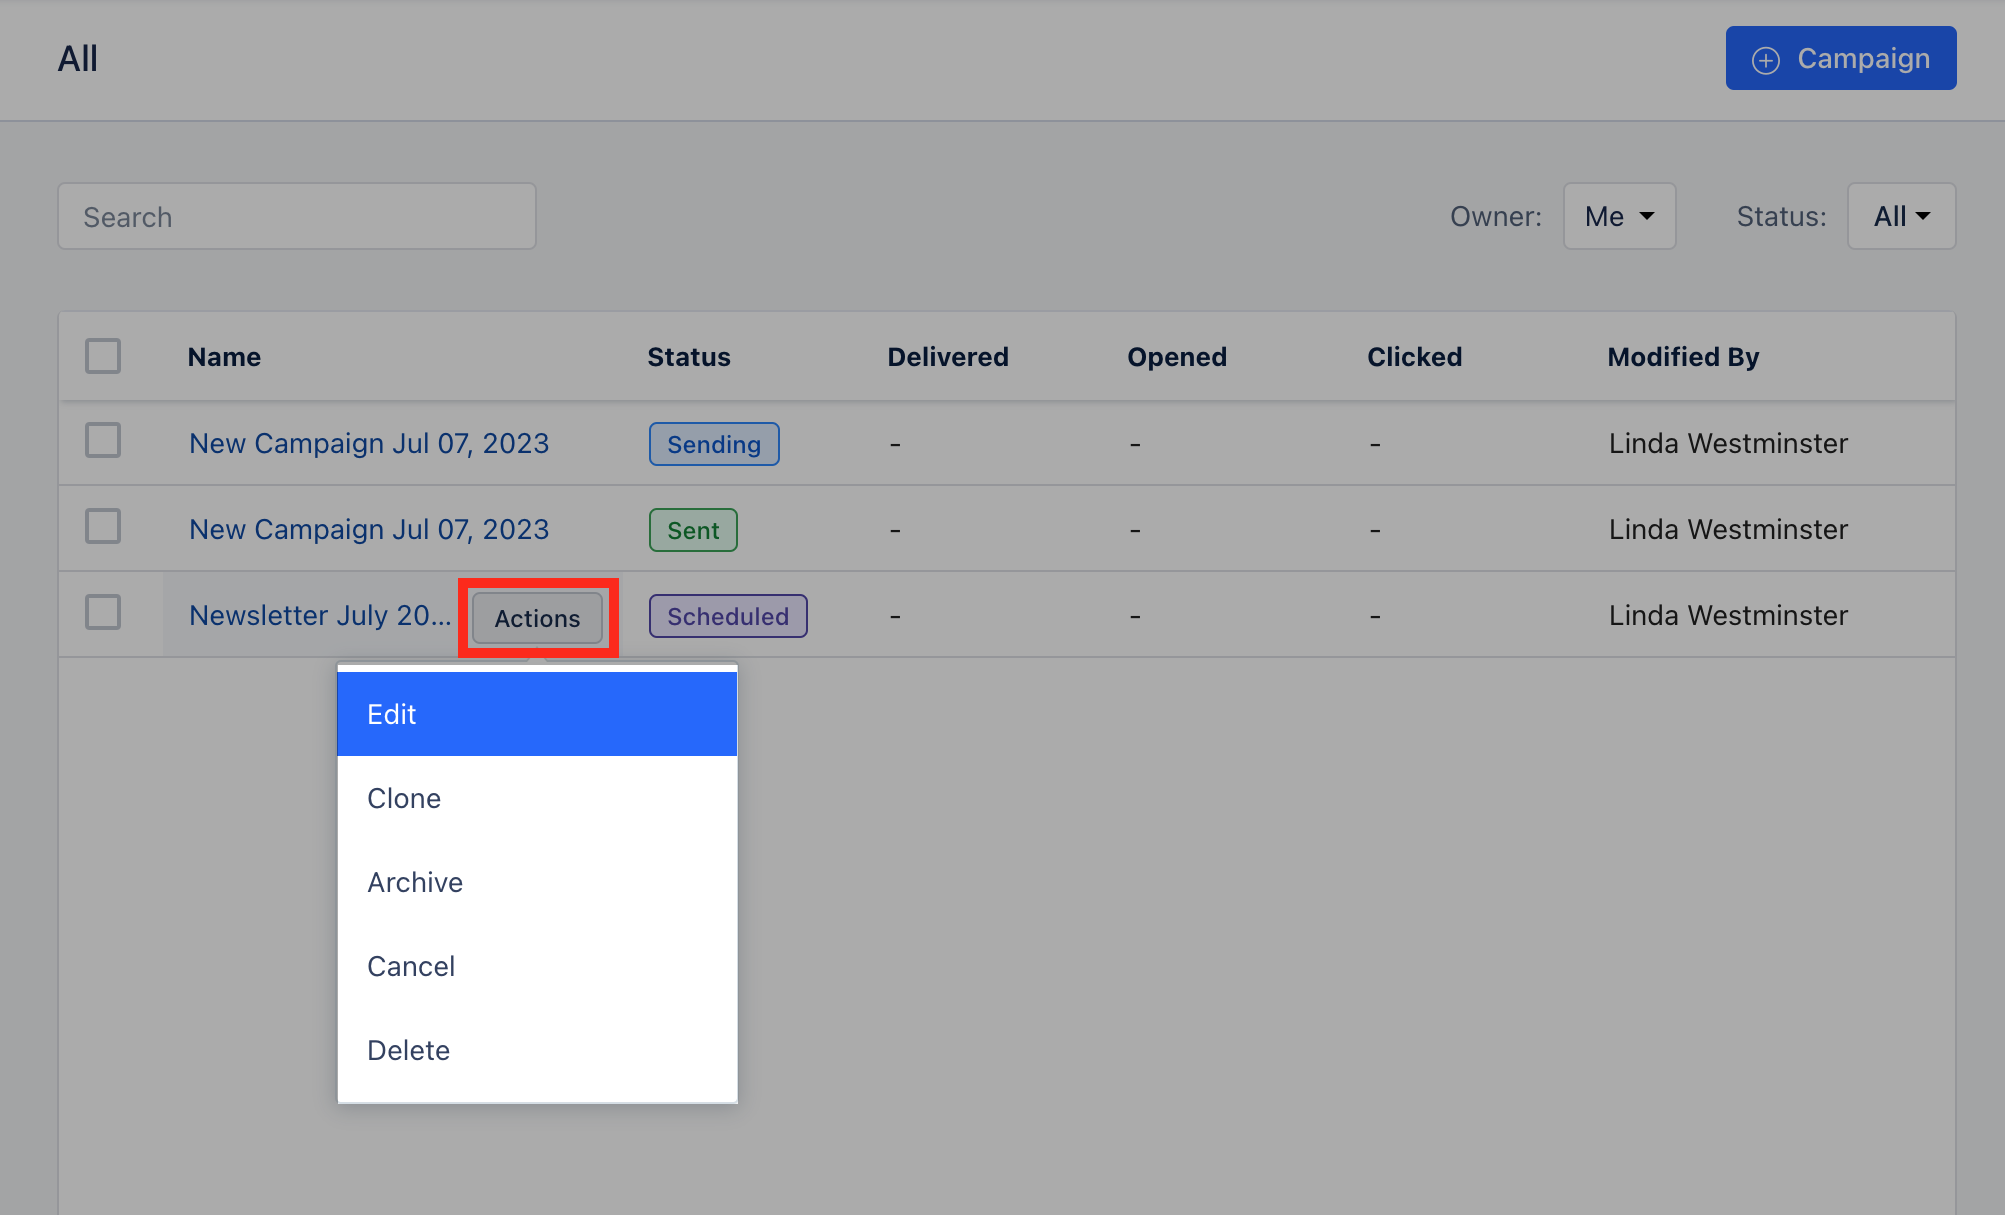 All
Campaign
Search
Owner: Me Status: All
Name Status Delivered Opened Clicked Modified By
New Campaign Jul 07, 2023 Sending - - - Linda Westminster
New Campaign Jul 07, 2023 Sent - - - Linda Westminster
Newsletter July 20... Actions Scheduled - - - Linda Westminster
Edit
Clone
Archive
Cancel
Delete